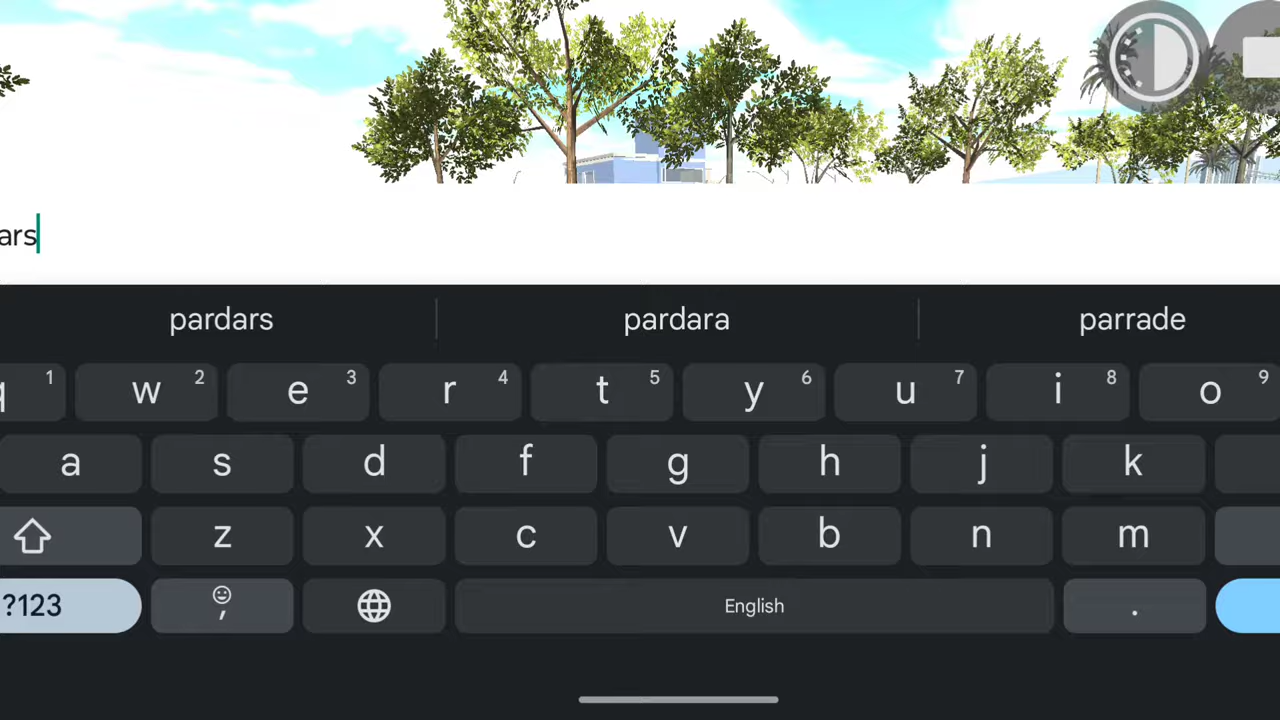 ars
pardars pardara parrade
q 1 w 2 e 3 r 4 t 5 y 6 u 7 i 8 o 9
a s d f g h j k
z x c v b n m
?123 , English .